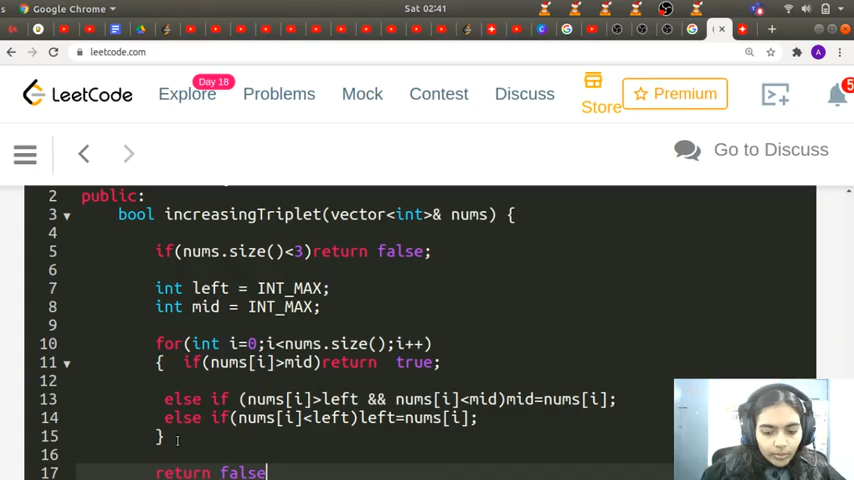 Google Chrome
Sat 02:41
leetcode.com
A
LeetCode
Explore
Day 18
Problems
Mock
Contest
Discuss
Store
Premium
5
Go to Discuss
2 public:
3 bool increasingTriplet(vector<int>& nums) {
4
5 if(nums.size()<3)return false;
6
7 int left = INT_MAX;
8 int mid = INT_MAX;
9
10 for(int i=0;i<nums.size();i++)
11 { if(nums[i]>mid)return true;
12
13 else if (nums[i]>left && nums[i]<mid)mid=nums[i];
14 else if(nums[i]<left)left=nums[i];
15 }
16
17 return false